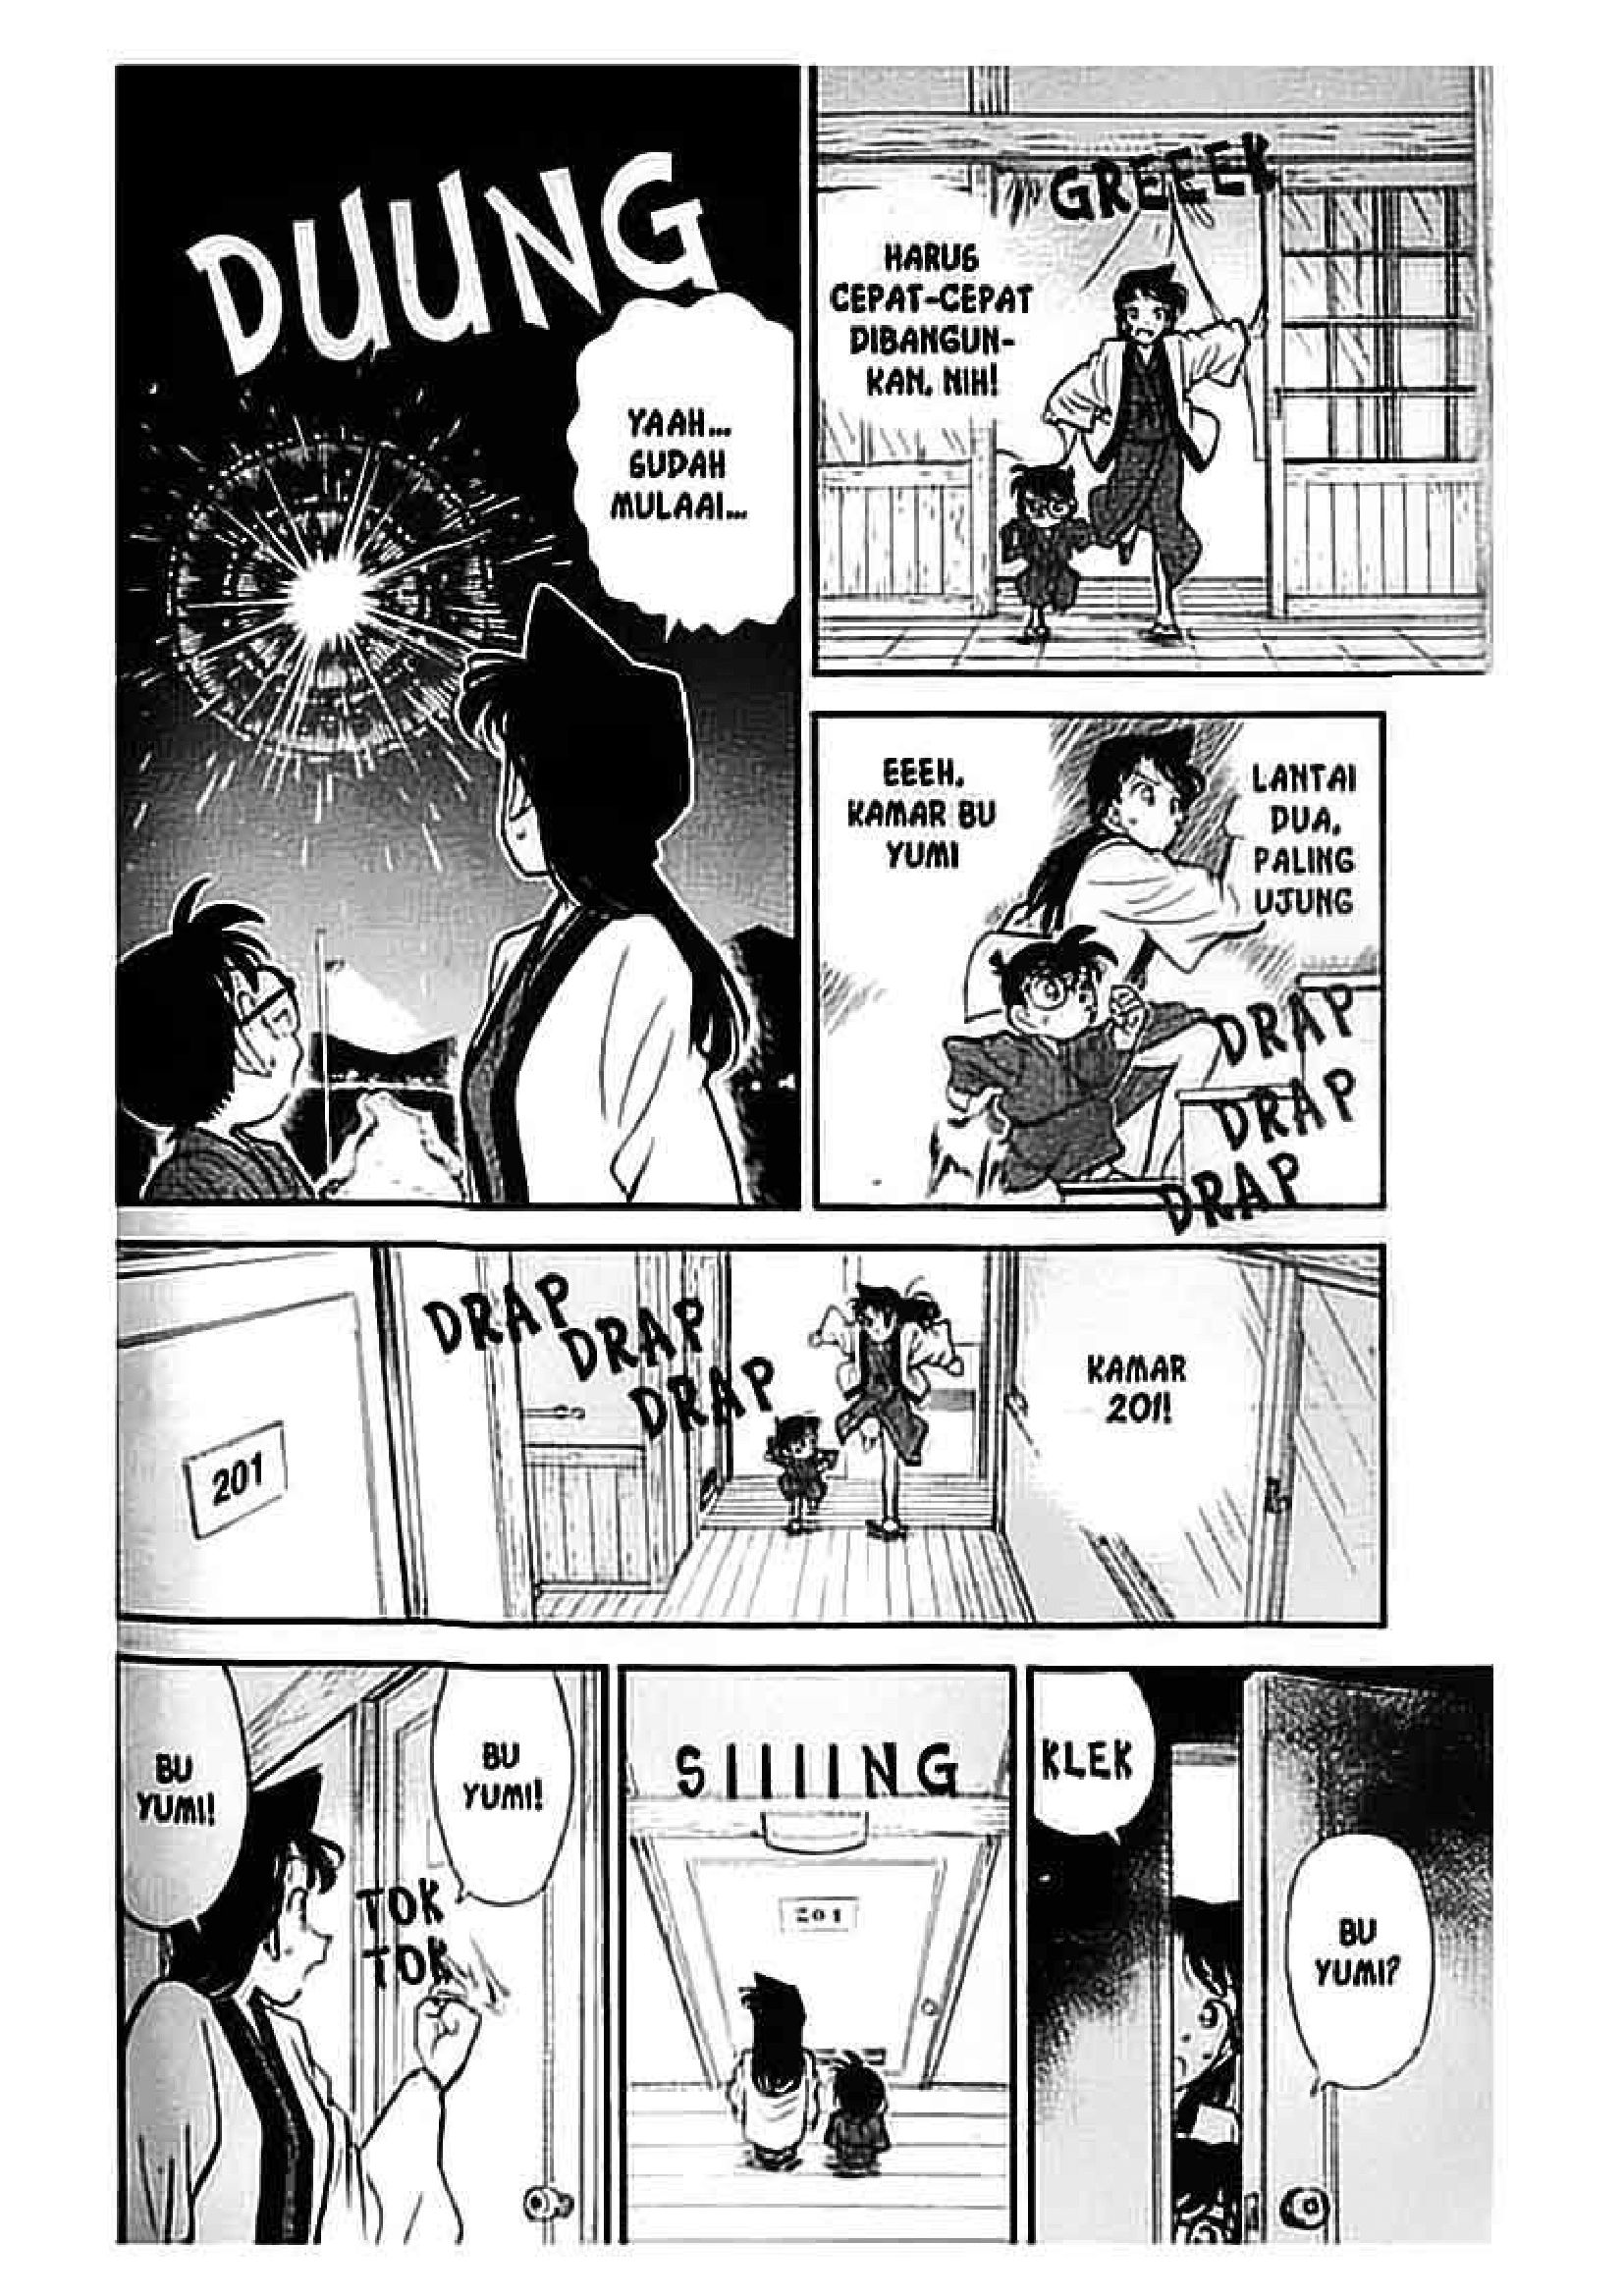 DUUNG
YAAH...
SUDAH
MULAAI...
GREEEK
HARUS
CEPAT-CEPAT
DIBANGUN-
KAN, NIH!
EEEH,
KAMAR BU
YUMI
LANTAI
DUA,
PALING
UJUNG
DRAP
DRAP
DRAP
201
DRAP
DRAP
DRAP
KAMAR
201!
BU
YUMI!
BU
YUMI!
TOK
TOK
SIIIIING
201
KLEK
BU
YUMI?